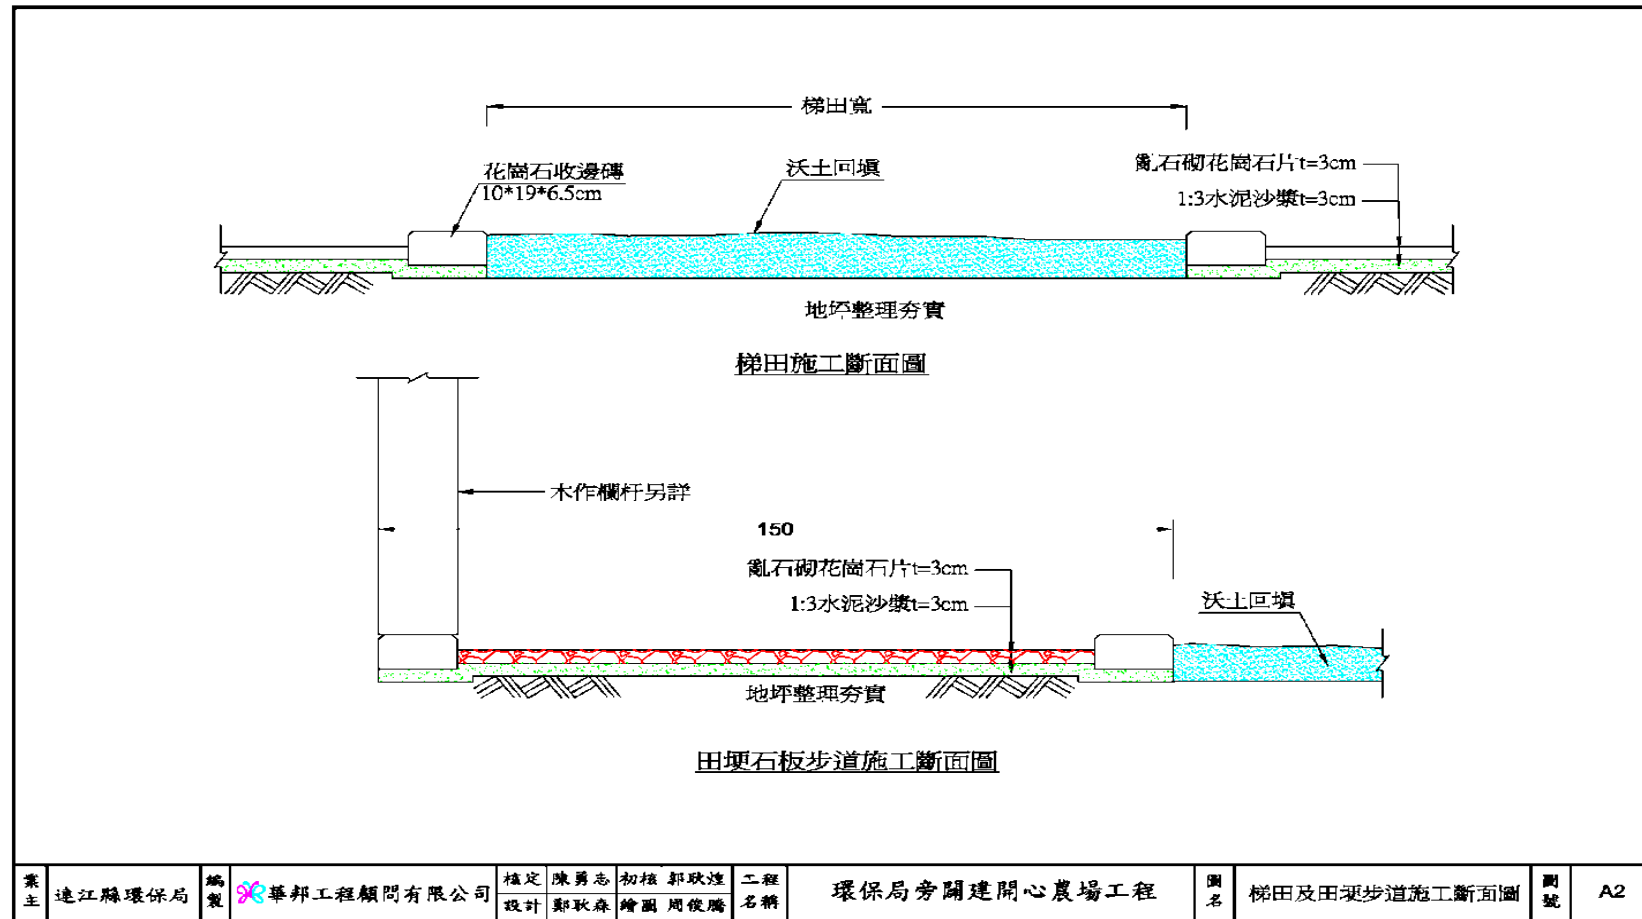 梯田寬
花崗石收邊磚
10*19*6.5cm
沃土回填
亂石砌花崗石片t=3cm
1:3水泥沙漿t=3cm
地坪整理夯實
梯田施工斷面圖
木作欄杆另詳
150
亂石砌花崗石片t=3cm
1:3水泥沙漿t=3cm
沃土回填
地坪整理夯實
田埂石板步道施工斷面圖
業主 連江縣環保局 編製 華邦工程顧問有限公司 核定 陳勇志 初核 郭耿煌 工程名稱 環保局旁闢建開心農場工程 圖名 梯田及田埂步道施工斷面圖 圖號 A2
設計 鄭耿森 繪圖 周俊騰